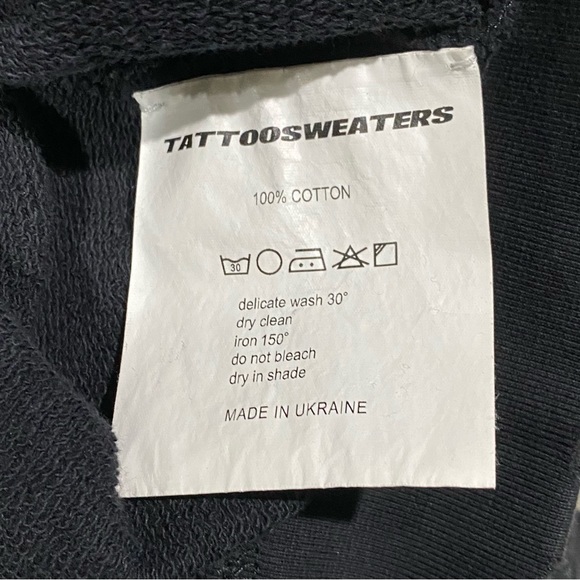 TATTOOSWEATERS
100% COTTON
30
delicate wash 30°
dry clean
iron 150°
do not bleach
dry in shade
MADE IN UKRAINE